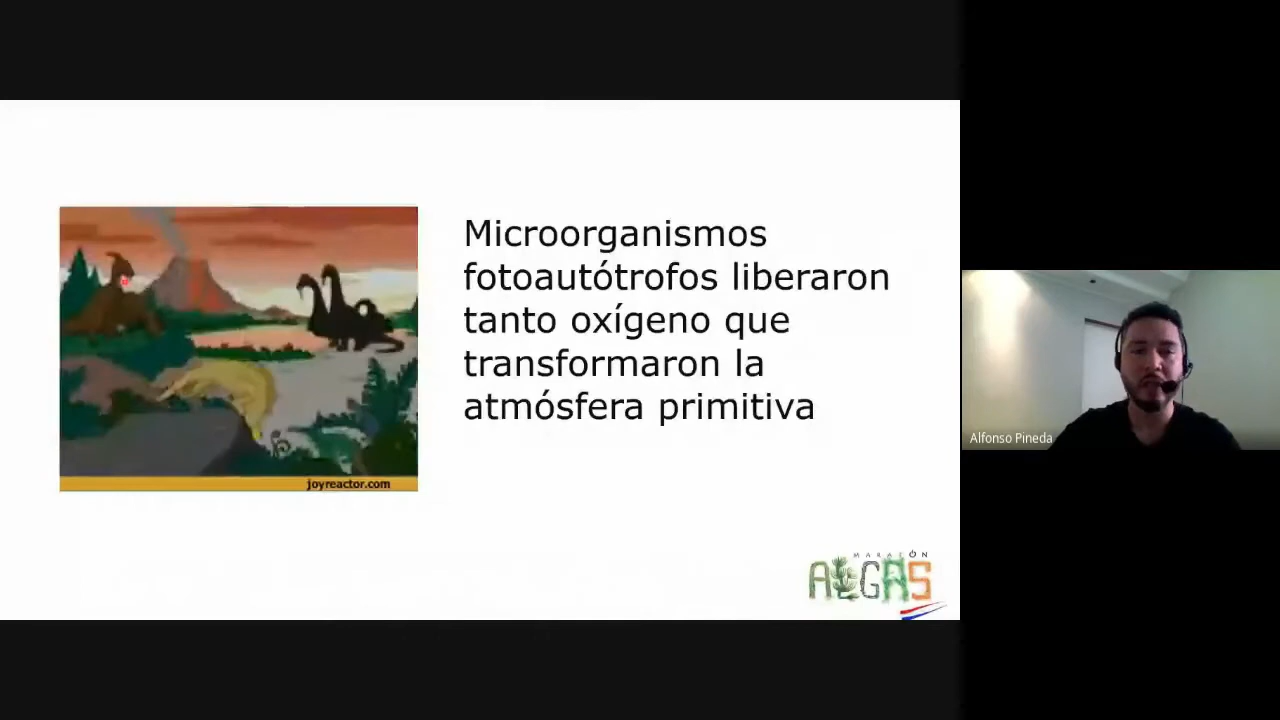 Microorganismos
fotoautótrofos liberaron
tanto oxígeno que
transformaron la
atmósfera primitiva
joyreactor.com
MARATÓN
ALGAS
Alfonso Pineda